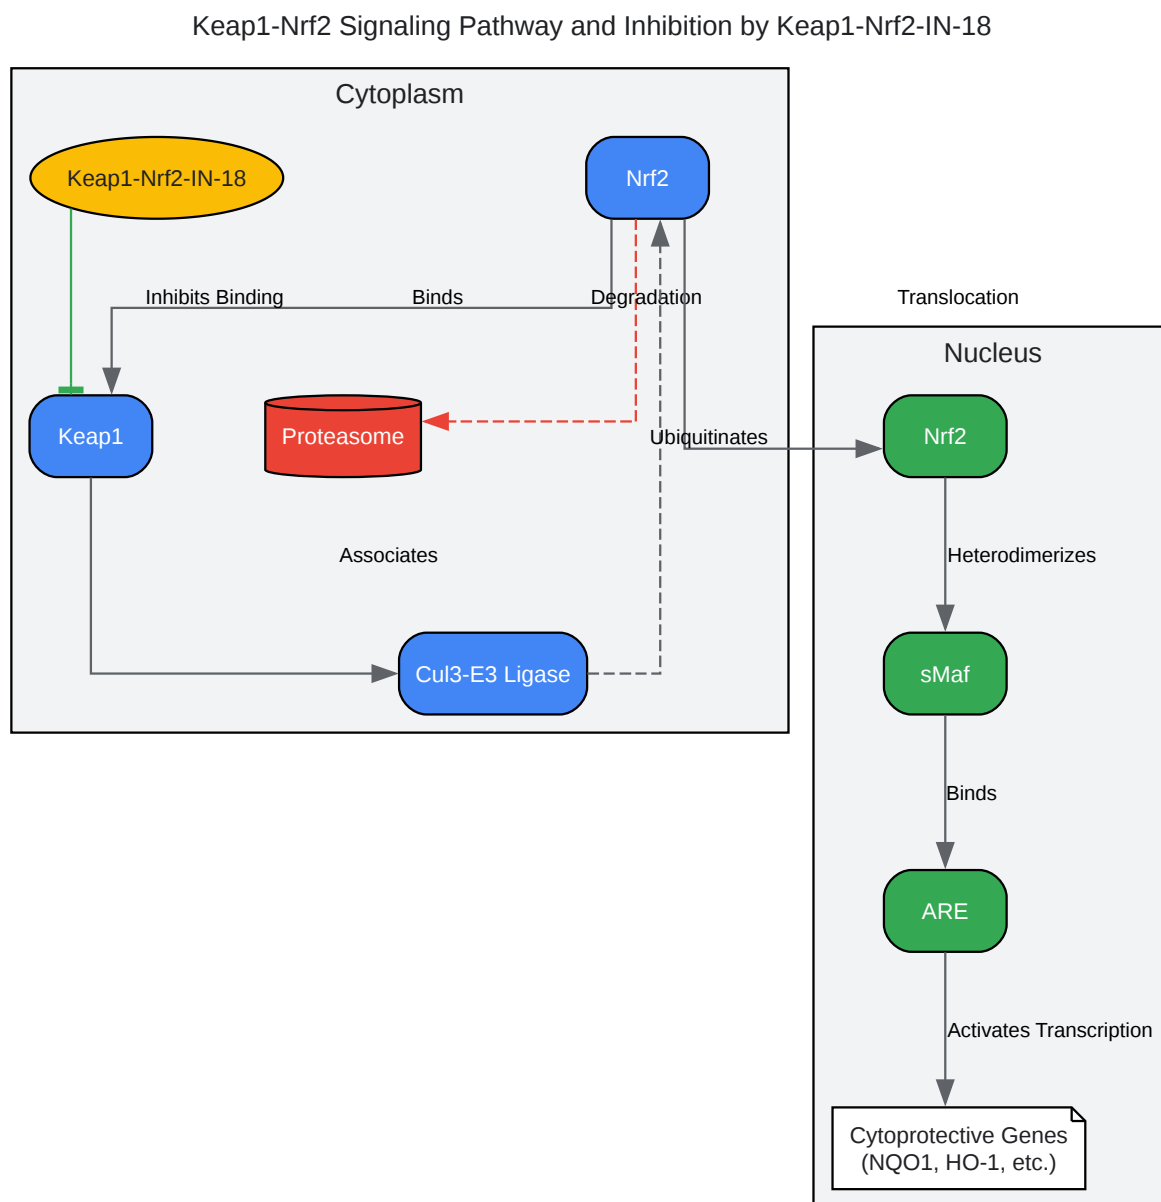 Keap1-Nrf2 Signaling Pathway and Inhibition by Keap1-Nrf2-IN-18
Cytoplasm
Keap1-Nrf2-IN-18
Nrf2
Inhibits Binding
Binds
Degradation
Translocation
Nucleus
Keap1
Proteasome
Ubiquitinates
Nrf2
Associates
Heterodimerizes
Cul3-E3 Ligase
sMaf
Binds
ARE
Activates Transcription
Cytoprotective Genes
(NQO1, HO-1, etc.)